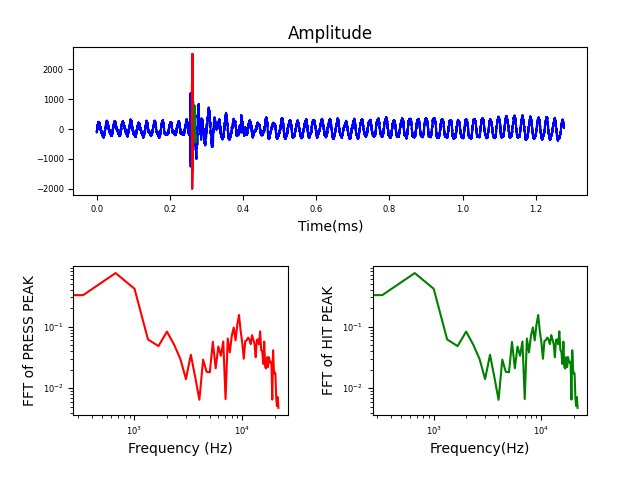 Amplitude
2000
1000
0
−1000
−2000
0.0 0.2 0.4 0.6 0.8 1.0 1.2
Time(ms)
FFT of PRESS PEAK
10⁻¹
10⁻²
10³ 10⁴
Frequency (Hz)
FFT of HIT PEAK
10⁻¹
10⁻²
10³ 10⁴
Frequency(Hz)